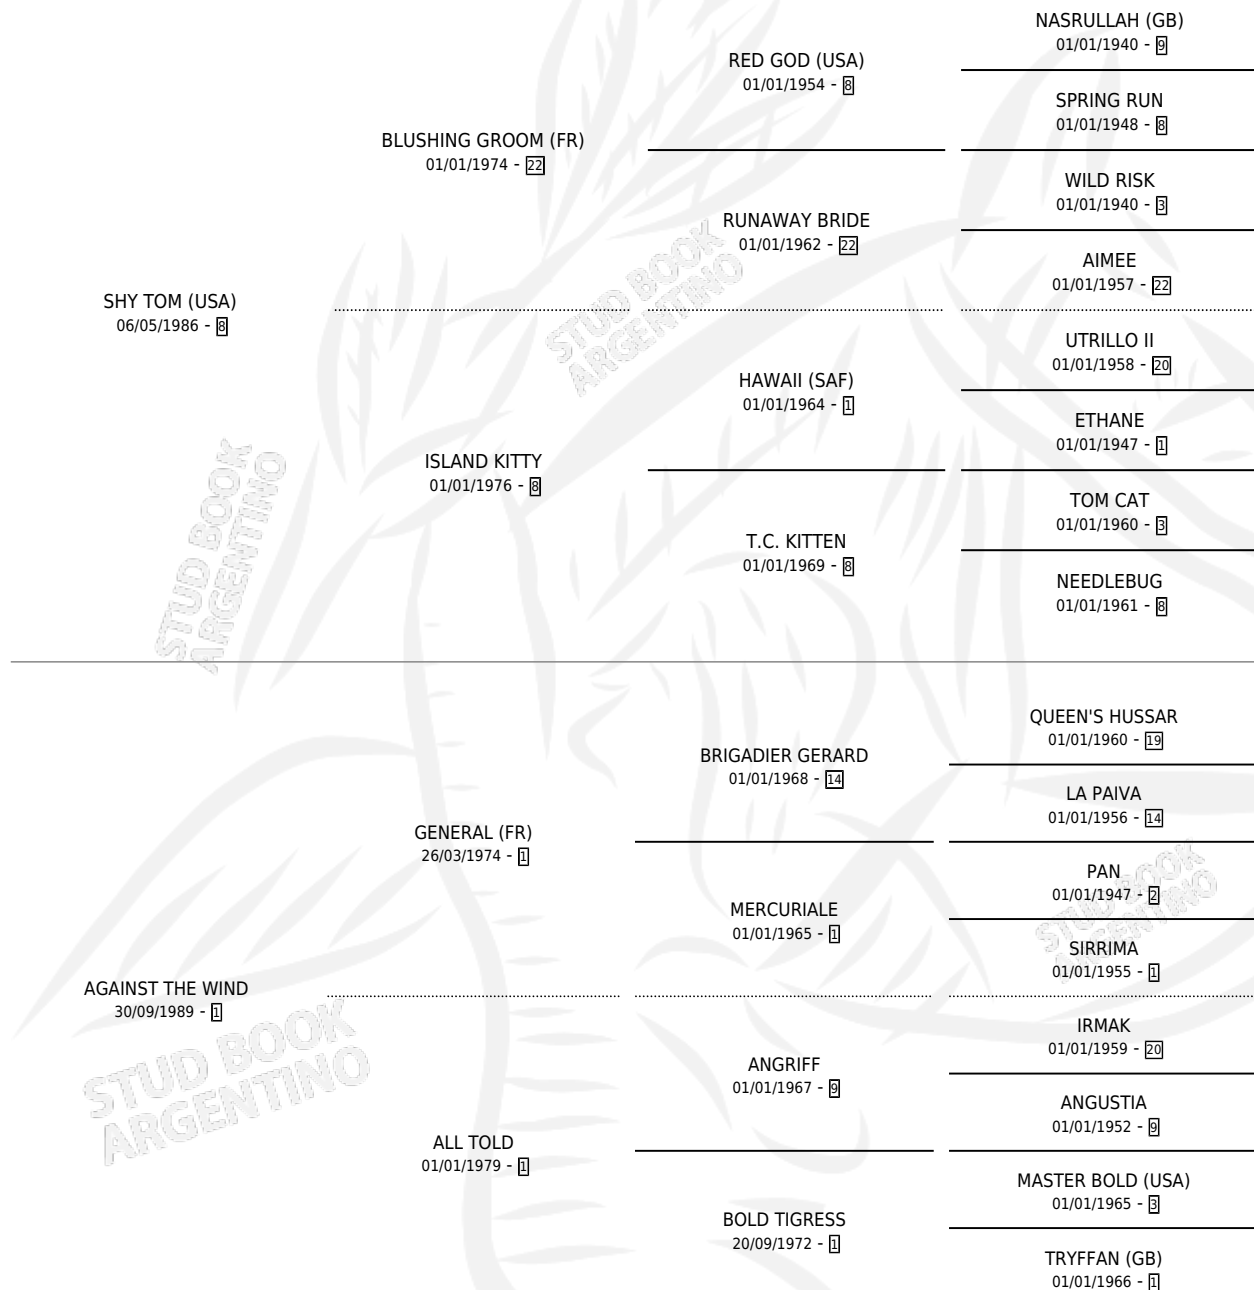 NASRULLAH (GB)
01/01/1940 - 9
RED GOD (USA)
01/01/1954 - 8
SPRING RUN
01/01/1948 - 8
BLUSHING GROOM (FR)
01/01/1974 - 22
WILD RISK
01/01/1940 - 3
RUNAWAY BRIDE
01/01/1962 - 22
AIMEE
01/01/1957 - 22
SHY TOM (USA)
06/05/1986 - 8
STUD BOOK
ARGENTINO
UTRILLO II
01/01/1958 - 20
HAWAII (SAF)
01/01/1964 - 1
ETHANE
01/01/1947 - 1
ISLAND KITTY
01/01/1976 - 8
TOM CAT
01/01/1960 - 3
T.C. KITTEN
01/01/1969 - 8
NEEDLEBUG
01/01/1961 - 8
STUD BOOK
ARGENTINO
QUEEN'S HUSSAR
01/01/1960 - 19
BRIGADIER GERARD
01/01/1968 - 14
LA PAIVA
01/01/1956 - 14
GENERAL (FR)
26/03/1974 - 1
PAN
01/01/1947 - 2
MERCURIALE
01/01/1965 - 1
STUD BOOK
ARGENTINO
SIRRIMA
01/01/1955 - 1
AGAINST THE WIND
30/09/1989 - 1
STUD BOOK
ARGENTINO
IRMAK
01/01/1959 - 20
ANGRIFF
01/01/1967 - 9
ANGUSTIA
01/01/1952 - 9
ALL TOLD
01/01/1979 - 1
MASTER BOLD (USA)
01/01/1965 - 3
BOLD TIGRESS
20/09/1972 - 1
TRYFFAN (GB)
01/01/1966 - 1